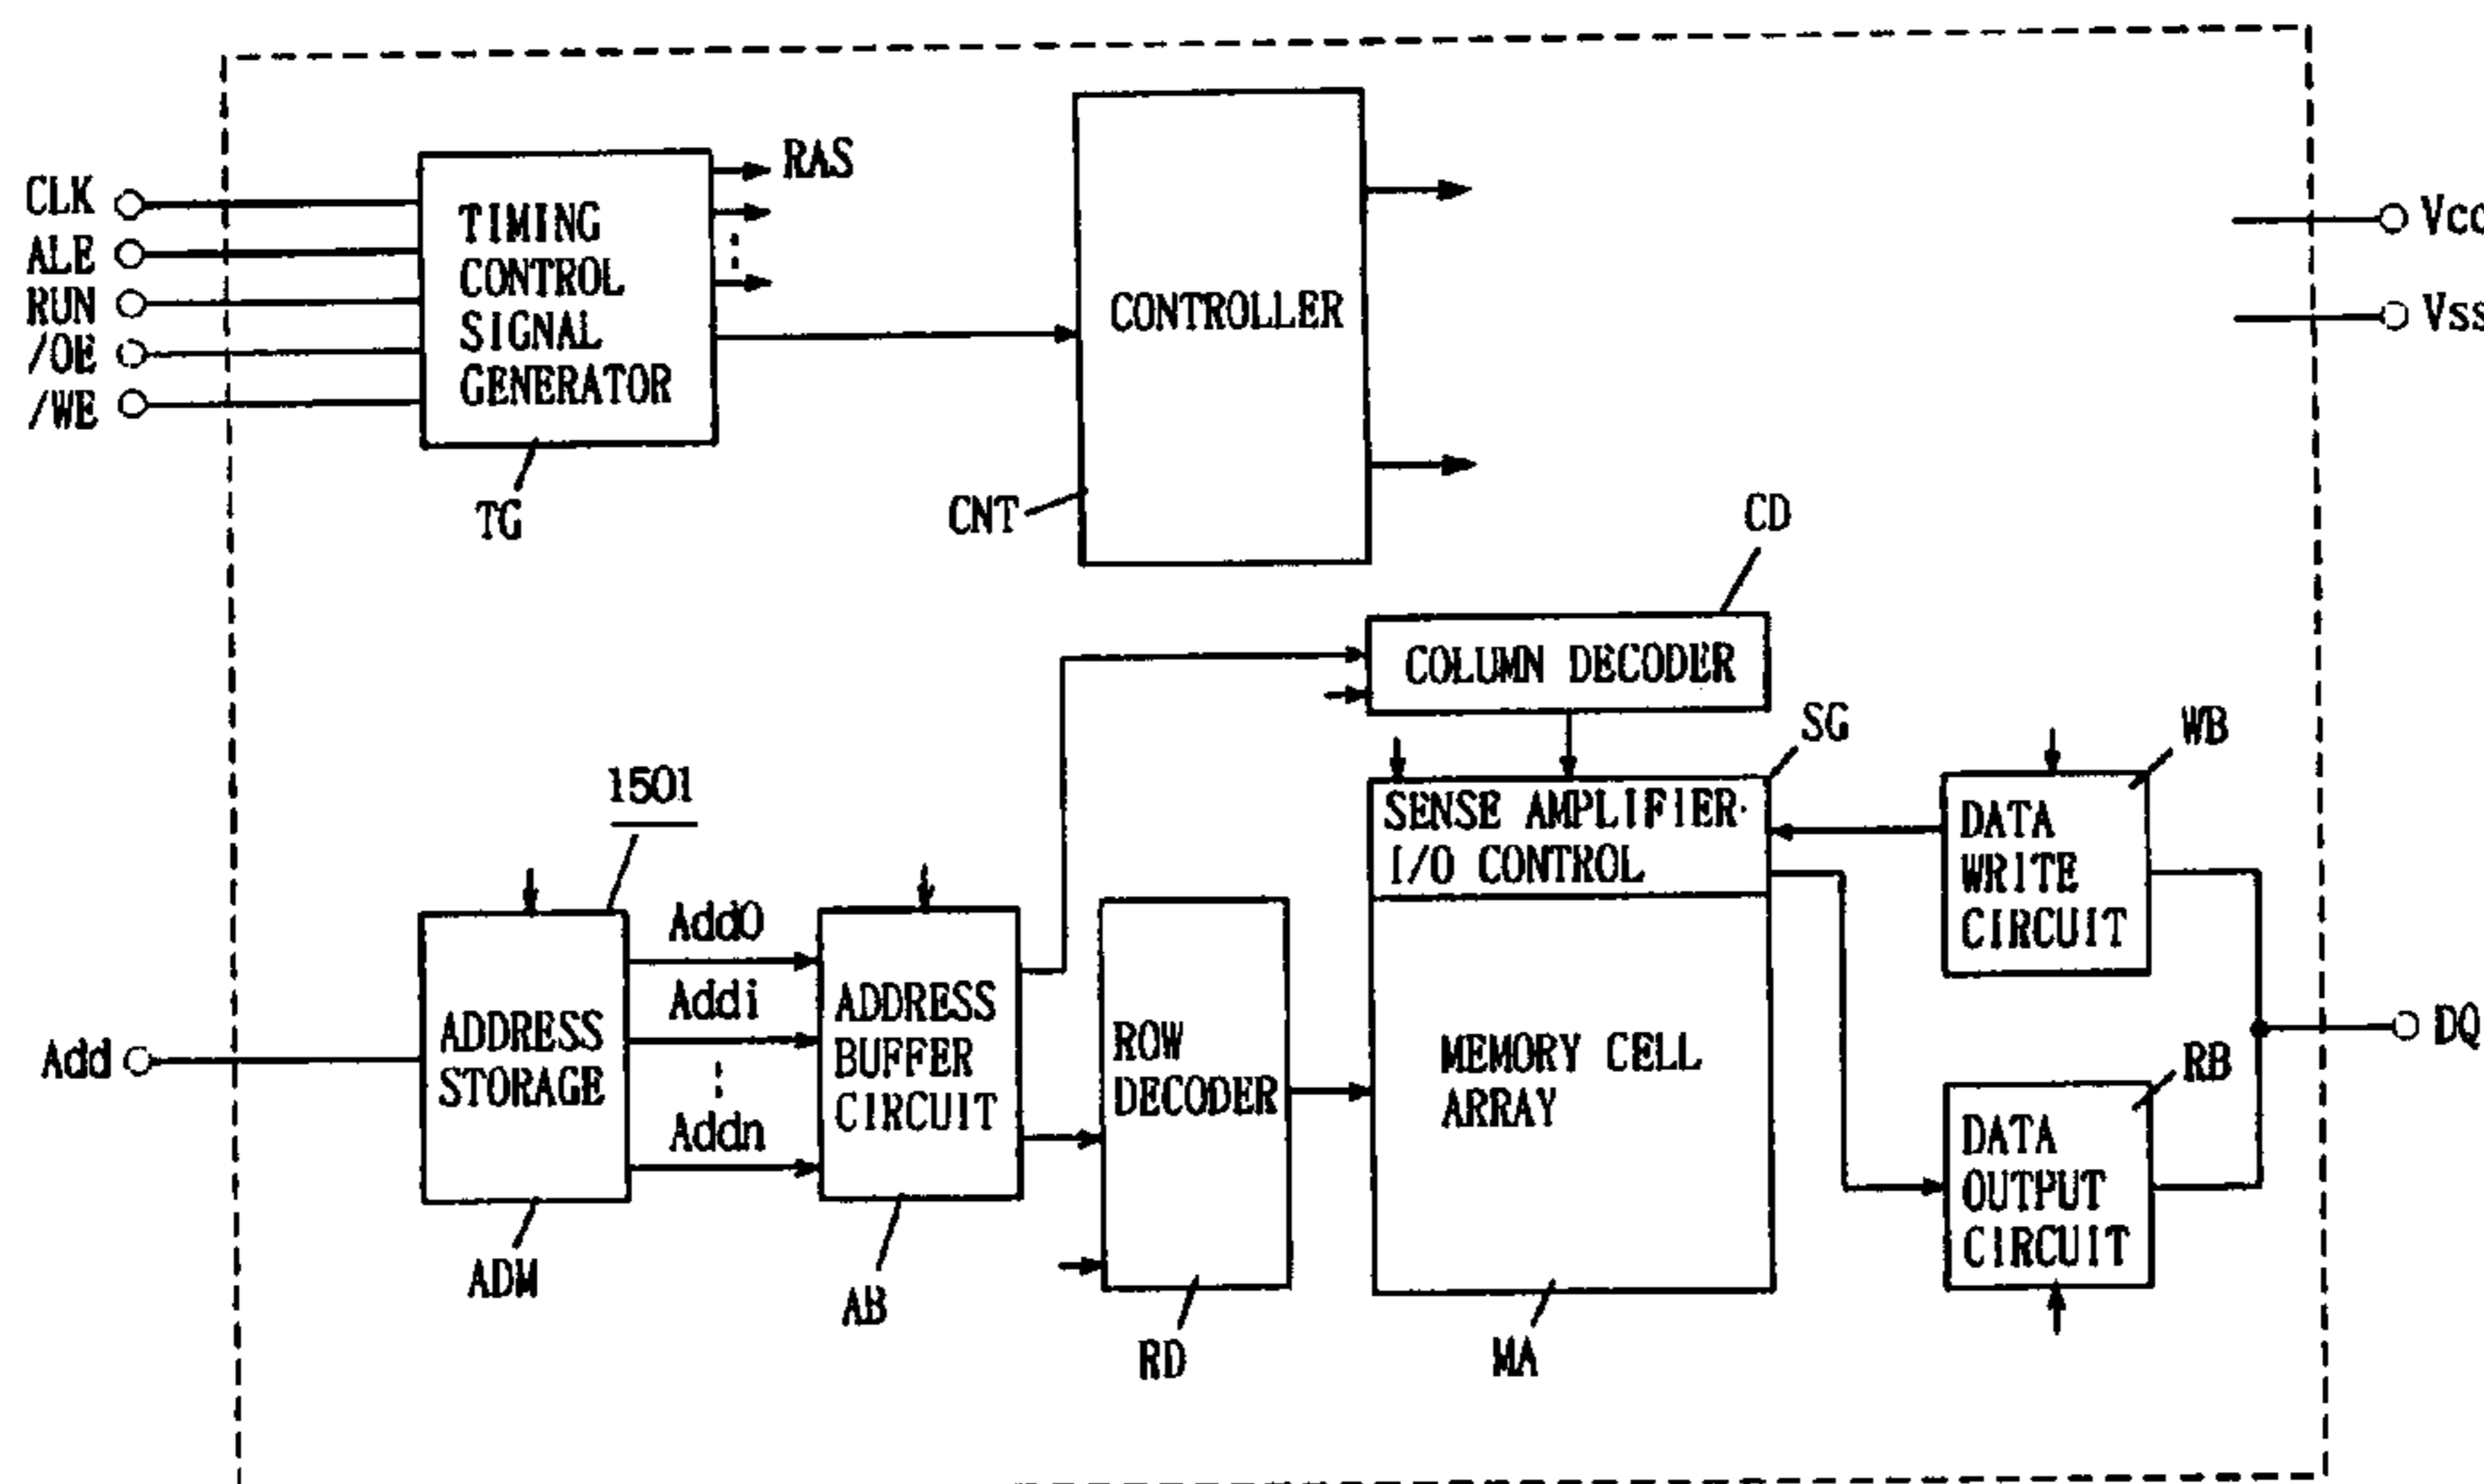 CLK
ALE
RUN
/OE
/WE
TIMING
CONTROL
SIGNAL
GENERATOR
TG
RAS
CONTROLLER
CNT
Vcc
Vss
CD
COLUMN DECODER
SG
SENSE AMPLIFIER·
I/O CONTROL
WB
DATA
WRITE
CIRCUIT
1501
Add
ADDRESS
STORAGE
ADM
Add0
Addi
Addn
ADDRESS
BUFFER
CIRCUIT
AB
ROW
DECODER
RD
MEMORY CELL
ARRAY
MA
RB
DATA
OUTPUT
CIRCUIT
DQ